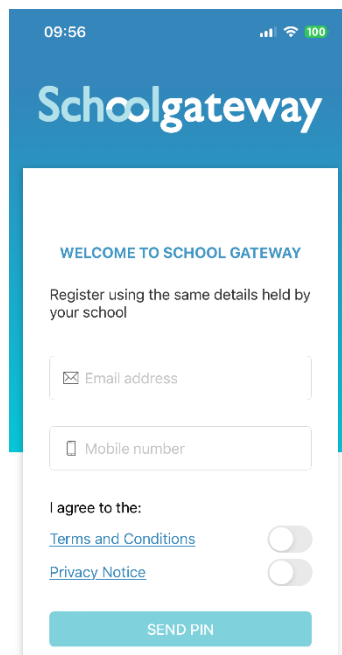 09:56
100
Schoolgateway
WELCOME TO SCHOOL GATEWAY
Register using the same details held by
your school
Email address
Mobile number
I agree to the:
Terms and Conditions
Privacy Notice
SEND PIN